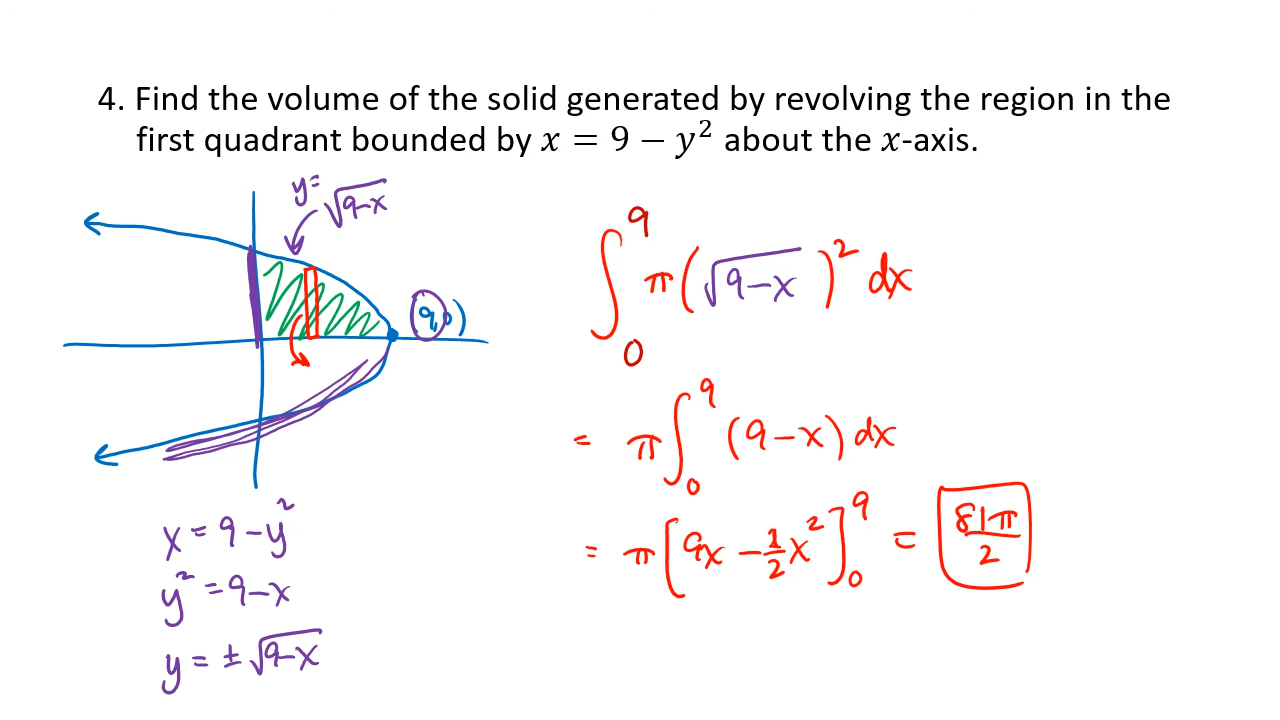 4. Find the volume of the solid generated by revolving the region in the
first quadrant bounded by x = 9 − y² about the x-axis.
y=
√(9−x)
(9,0)
x = 9 − y²
y² = 9−x
y = ± √(9−x)
∫₀⁹ π(√(9−x))² dx
= π∫₀⁹ (9−x) dx
= π[9x − 1/2 x²]₀⁹ = 81π/2